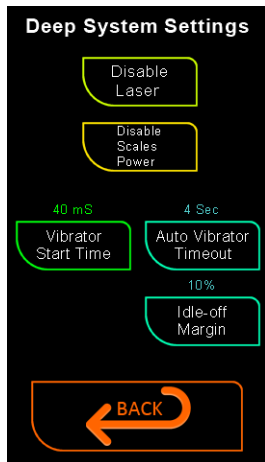 Deep System Settings
Disable
Laser
Disable
Scales
Power
40 mS
4 Sec
Vibrator
Start Time
Auto Vibrator
Timeout
10%
Idle-off
Margin
BACK